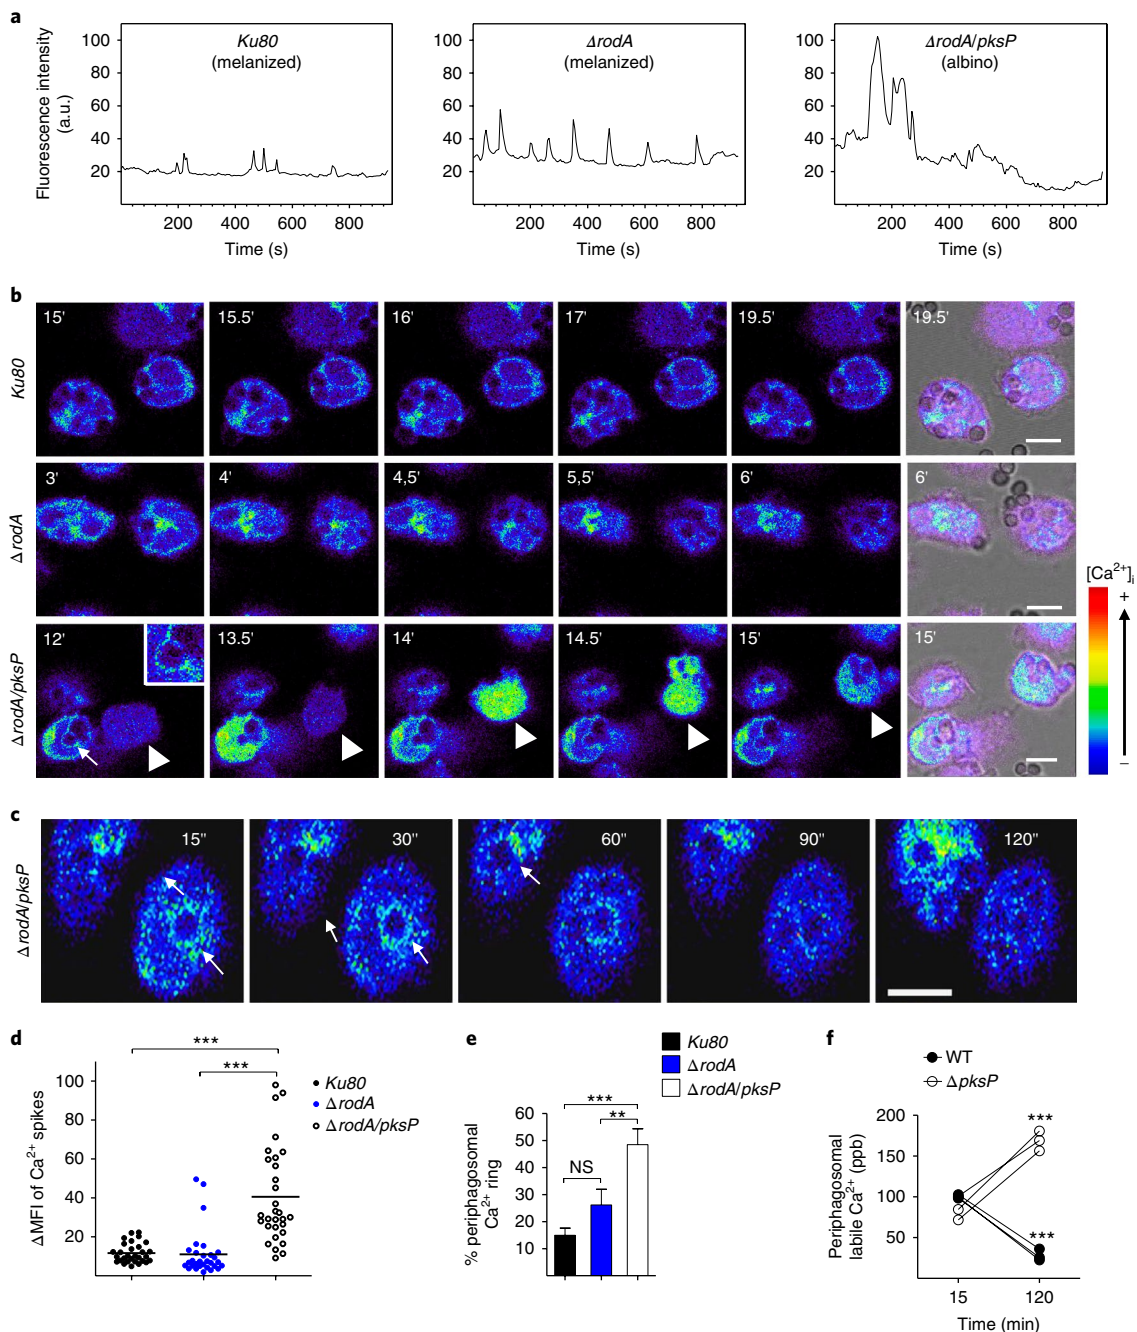 a
Ku80
(melanized)
ΔrodA
(melanized)
ΔrodA/pksP
(albino)
Fluorescence intensity
(a.u.)
100
80
60
40
20
200 400 600 800
Time (s)
100
80
60
40
20
200 400 600 800
Time (s)
100
80
60
40
20
200 400 600 800
Time (s)
b
Ku80
15' 15.5' 16' 17' 19.5' 19.5'
ΔrodA
3' 4' 4,5' 5,5' 6' 6'
ΔrodA/pksP
12' 13.5' 14' 14.5' 15' 15'
[Ca2+]i
+
–
c
ΔrodA/pksP
15" 30" 60" 90" 120"
d
***
***
Ku80
ΔrodA
ΔrodA/pksP
ΔMFI of Ca2+ spikes
100
80
60
40
20
e
Ku80
ΔrodA
ΔrodA/pksP
***
**
NS
% periphagosomal
Ca2+ ring
60
50
40
30
20
10
f
WT
ΔpksP
***
***
Periphagosomal
labile Ca2+ (ppb)
200
150
100
50
15 120
Time (min)